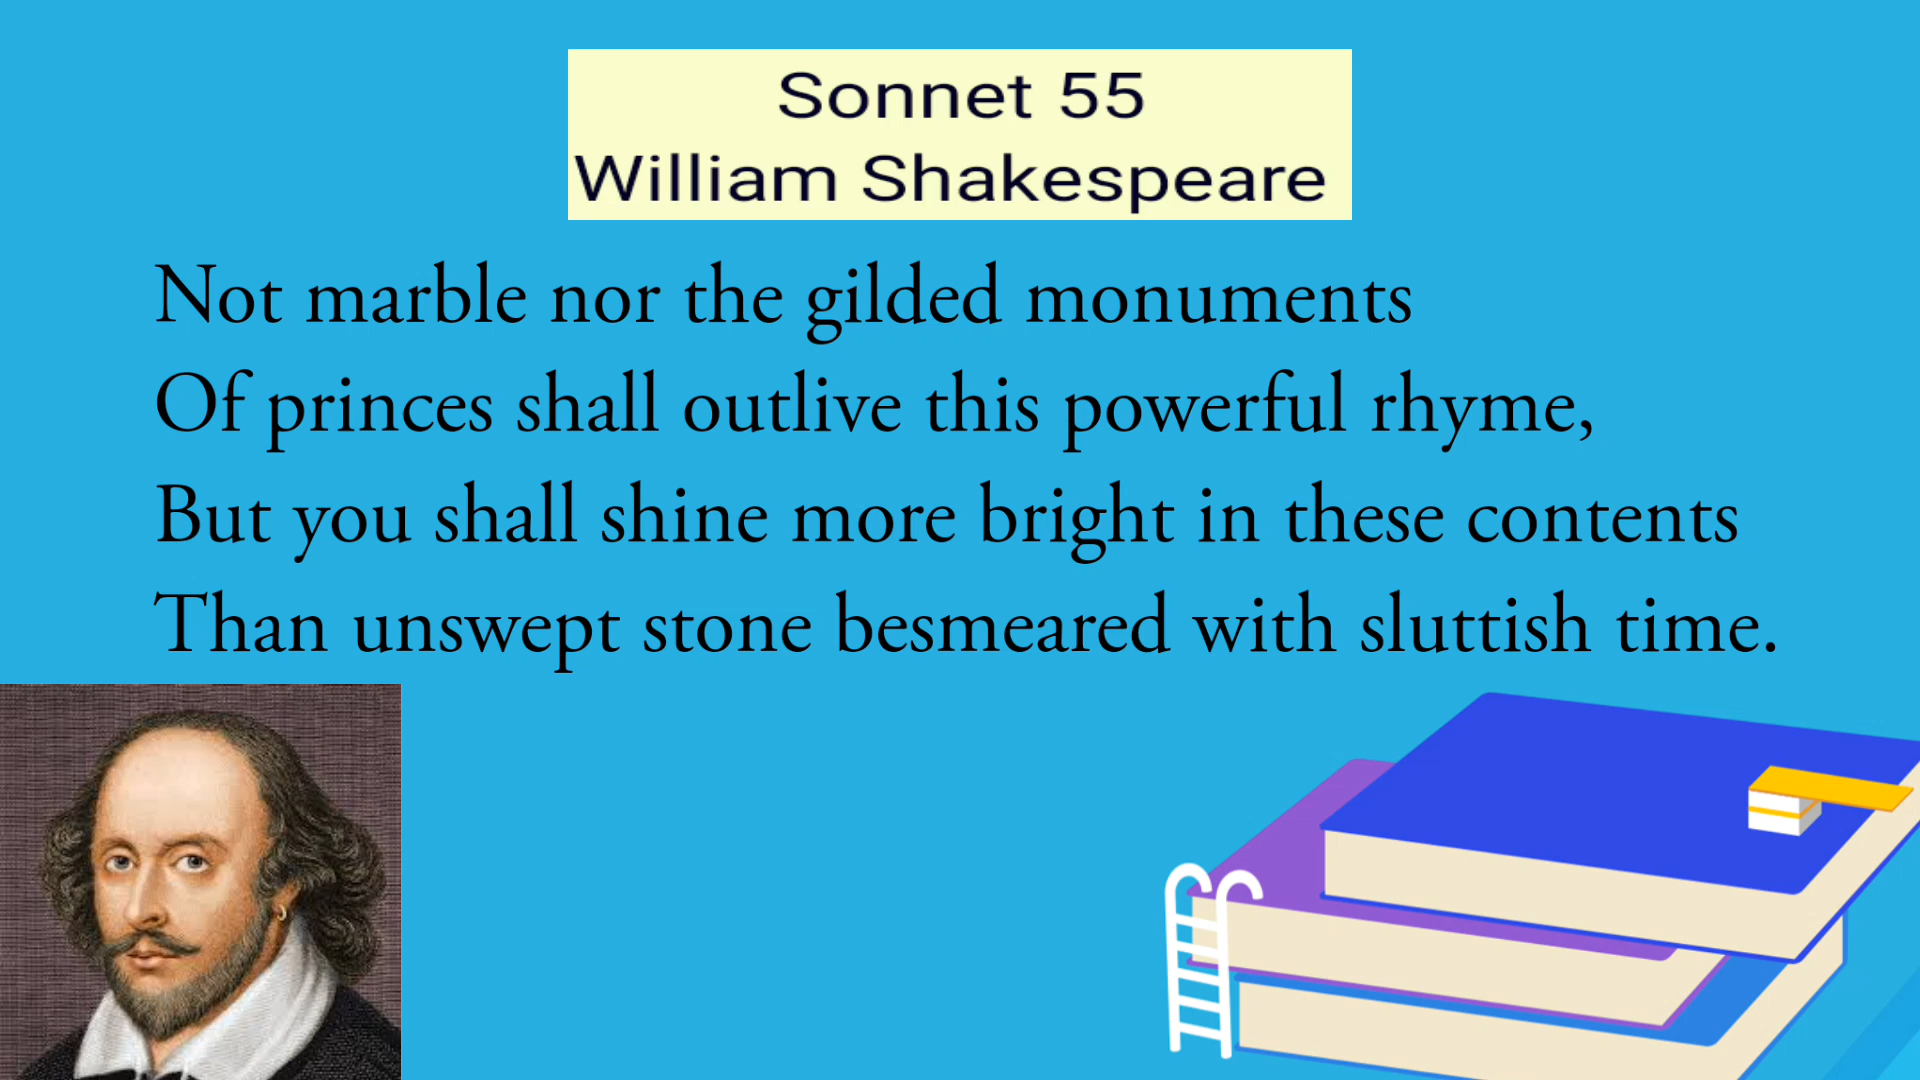 Sonnet 55
William Shakespeare
Not marble nor the gilded monuments
Of princes shall outlive this powerful rhyme,
But you shall shine more bright in these contents
Than unswept stone besmeared with sluttish time.